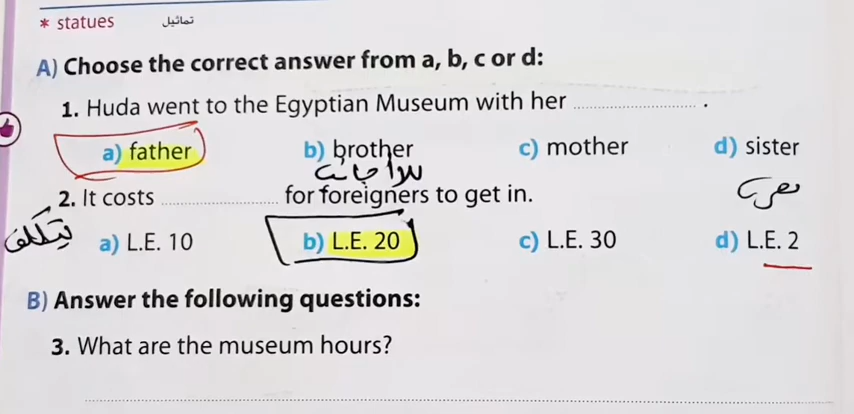 * statues تماثيل
A) Choose the correct answer from a, b, c or d:
1. Huda went to the Egyptian Museum with her .............................. .
a) father b) brother c) mother d) sister
للأجانب
2. It costs .............................. for foreigners to get in.
يتكلف
a) L.E. 10 b) L.E. 20 c) L.E. 30 d) L.E. 2
B) Answer the following questions:
3. What are the museum hours?